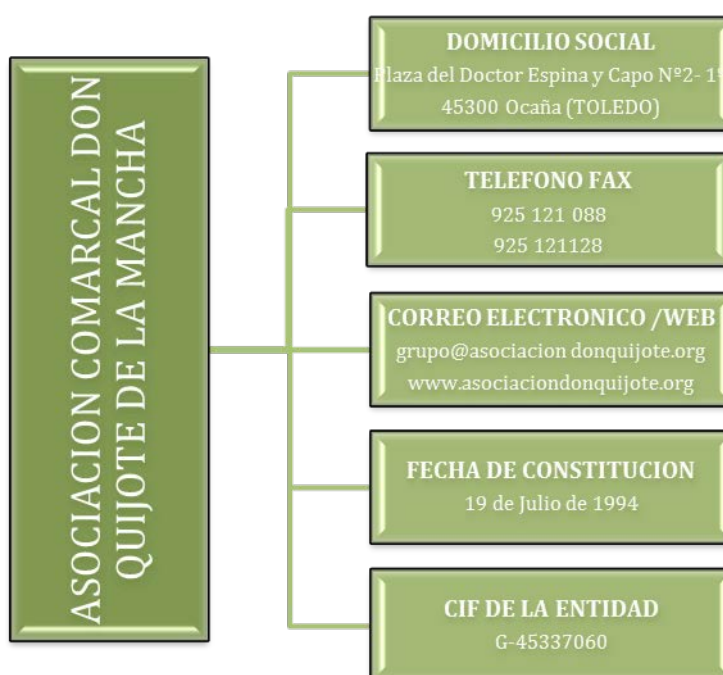 ASOCIACION COMARCAL DON
QUIJOTE DE LA MANCHA
DOMICILIO SOCIAL
Plaza del Doctor Espina y Capo Nº2- 1º
45300 Ocaña (TOLEDO)
TELEFONO FAX
925 121 088
925 121128
CORREO ELECTRONICO /WEB
grupo@asociacion donquijote.org
www.asociaciondonquijote.org
FECHA DE CONSTITUCION
19 de Julio de 1994
CIF DE LA ENTIDAD
G-45337060